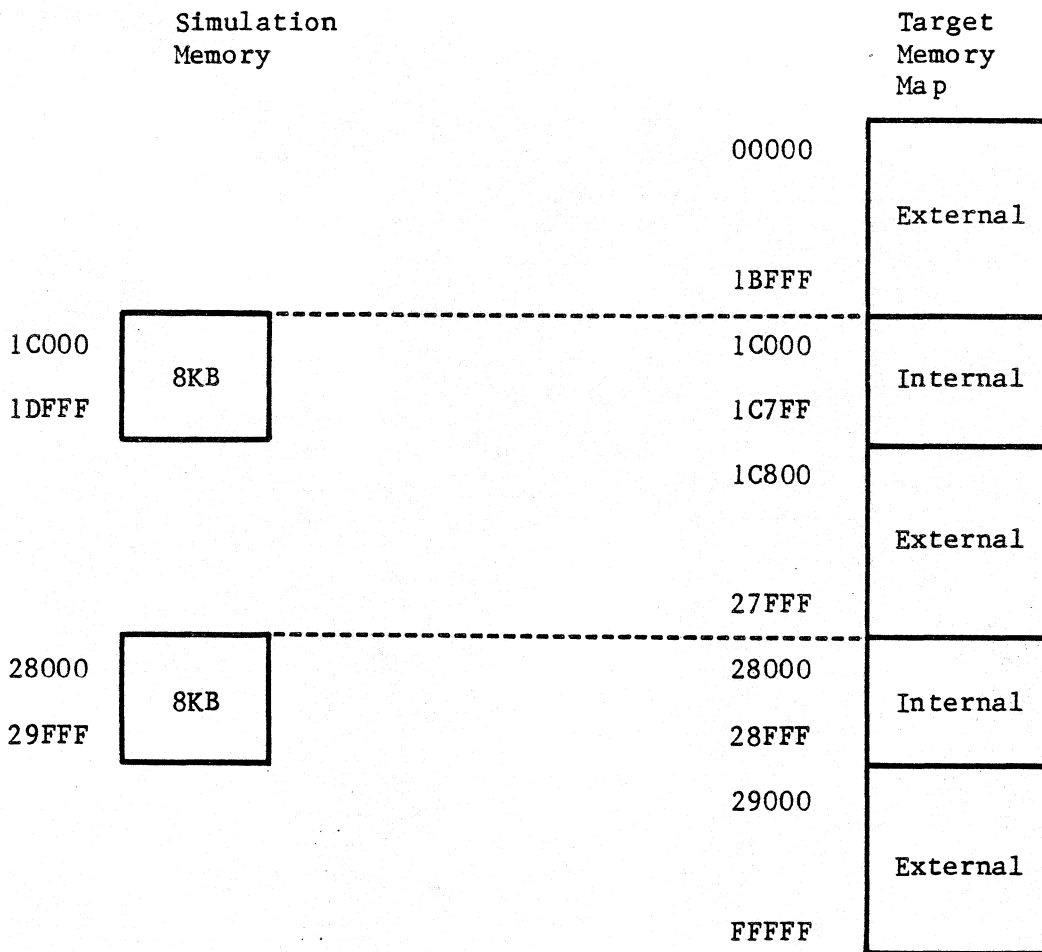 Simulation
Memory
Target
Memory
Map
00000
External
1BFFF
1C000
8KB
1DFFF
1C000
Internal
1C7FF
1C800
External
27FFF
28000
8KB
29FFF
28000
Internal
28FFF
29000
External
FFFFF